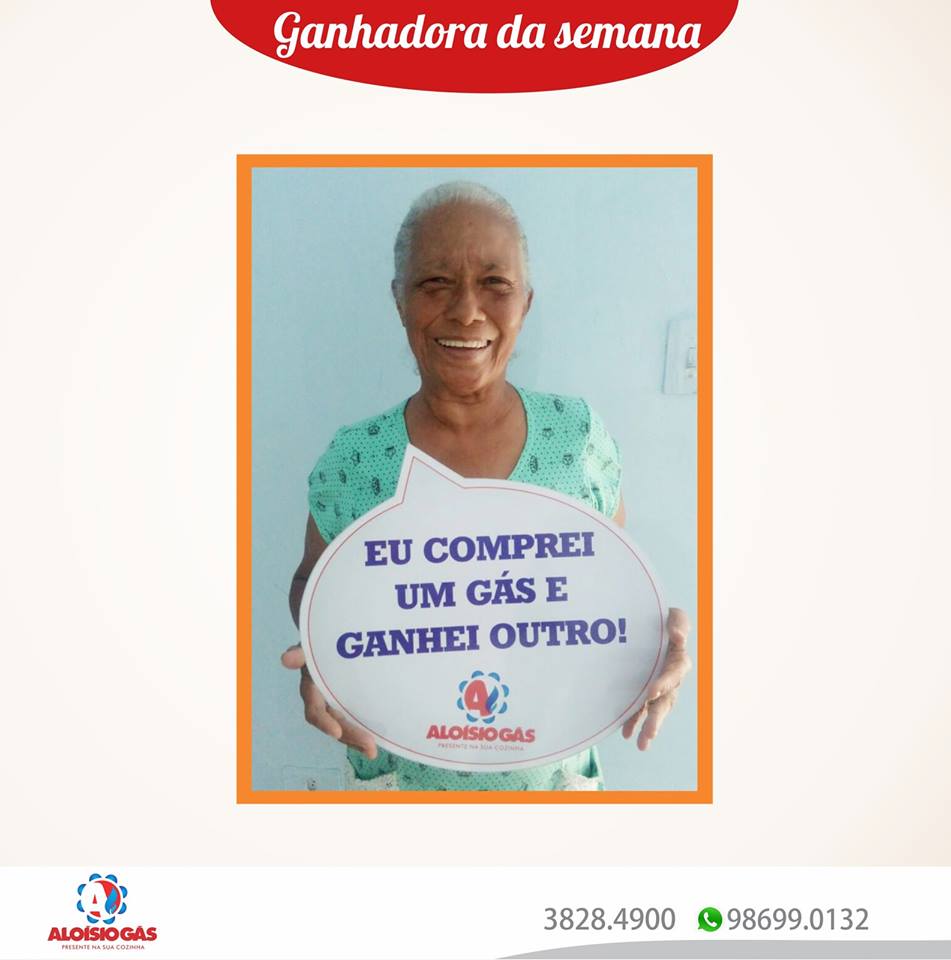 Ganhadora da semana
EU COMPREI
UM GÁS E
GANHEI OUTRO!
A
ALOÍSIO GÁS
PRESENTE NA SUA COZINHA
A
ALOÍSIO GÁS
PRESENTE NA SUA COZINHA
3828.4900 98699.0132